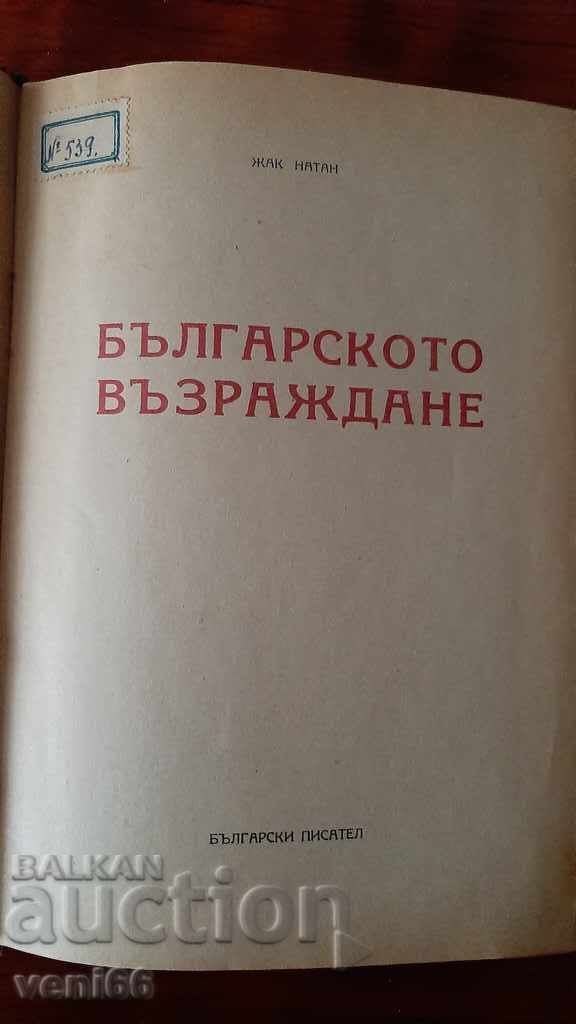 № 539.
ЖАК НАТАН
БЪЛГАРСКОТО
ВЪЗРАЖДАНЕ
БЪЛГАРСКИ ПИСАТЕЛ
BALKAN
auction
veni66